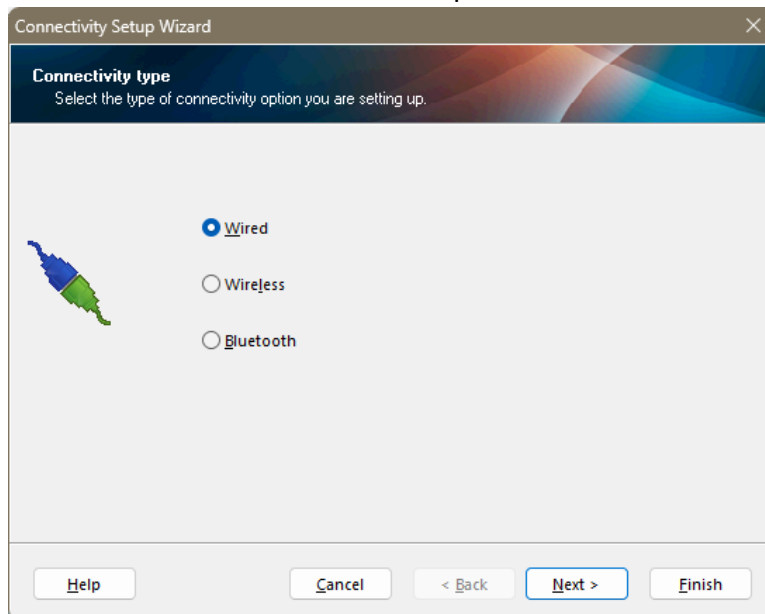 Connectivity Setup Wizard
Connectivity type
Select the type of connectivity option you are setting up.
Wired
Wireless
Bluetooth
Help
Cancel
< Back
Next >
Finish